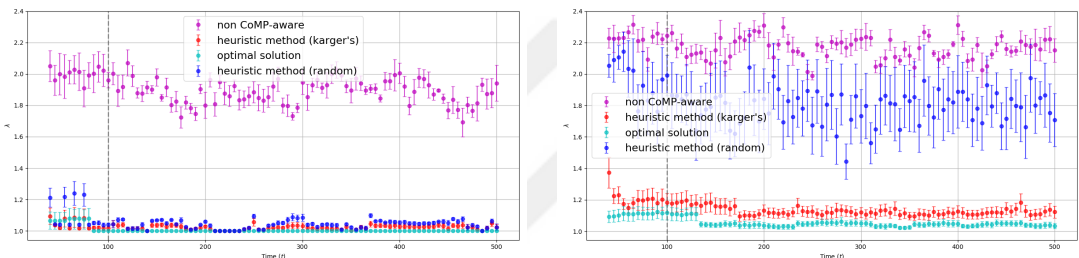 2.4
2.2
2.0
1.8
1.6
1.4
1.2
1.0
λ
100
200
300
400
500
Time (t)
non CoMP-aware
heuristic method (karger's)
optimal solution
heuristic method (random)
2.4
2.2
2.0
1.8
1.6
1.4
1.2
1.0
λ
100
200
300
400
500
Time (t)
non CoMP-aware
heuristic method (karger's)
optimal solution
heuristic method (random)